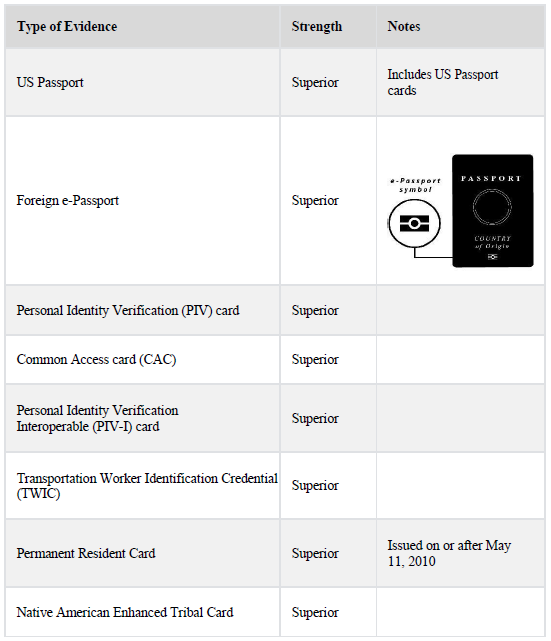 Type of Evidence Strength Notes
US Passport Superior Includes US Passport
cards
Foreign e-Passport Superior
e-Passport
symbol
PASSPORT
COUNTRY
of Origin
Personal Identity Verification (PIV) card Superior
Common Access card (CAC) Superior
Personal Identity Verification
Interoperable (PIV-I) card Superior
Transportation Worker Identification Credential
(TWIC) Superior
Permanent Resident Card Superior Issued on or after May
11, 2010
Native American Enhanced Tribal Card Superior